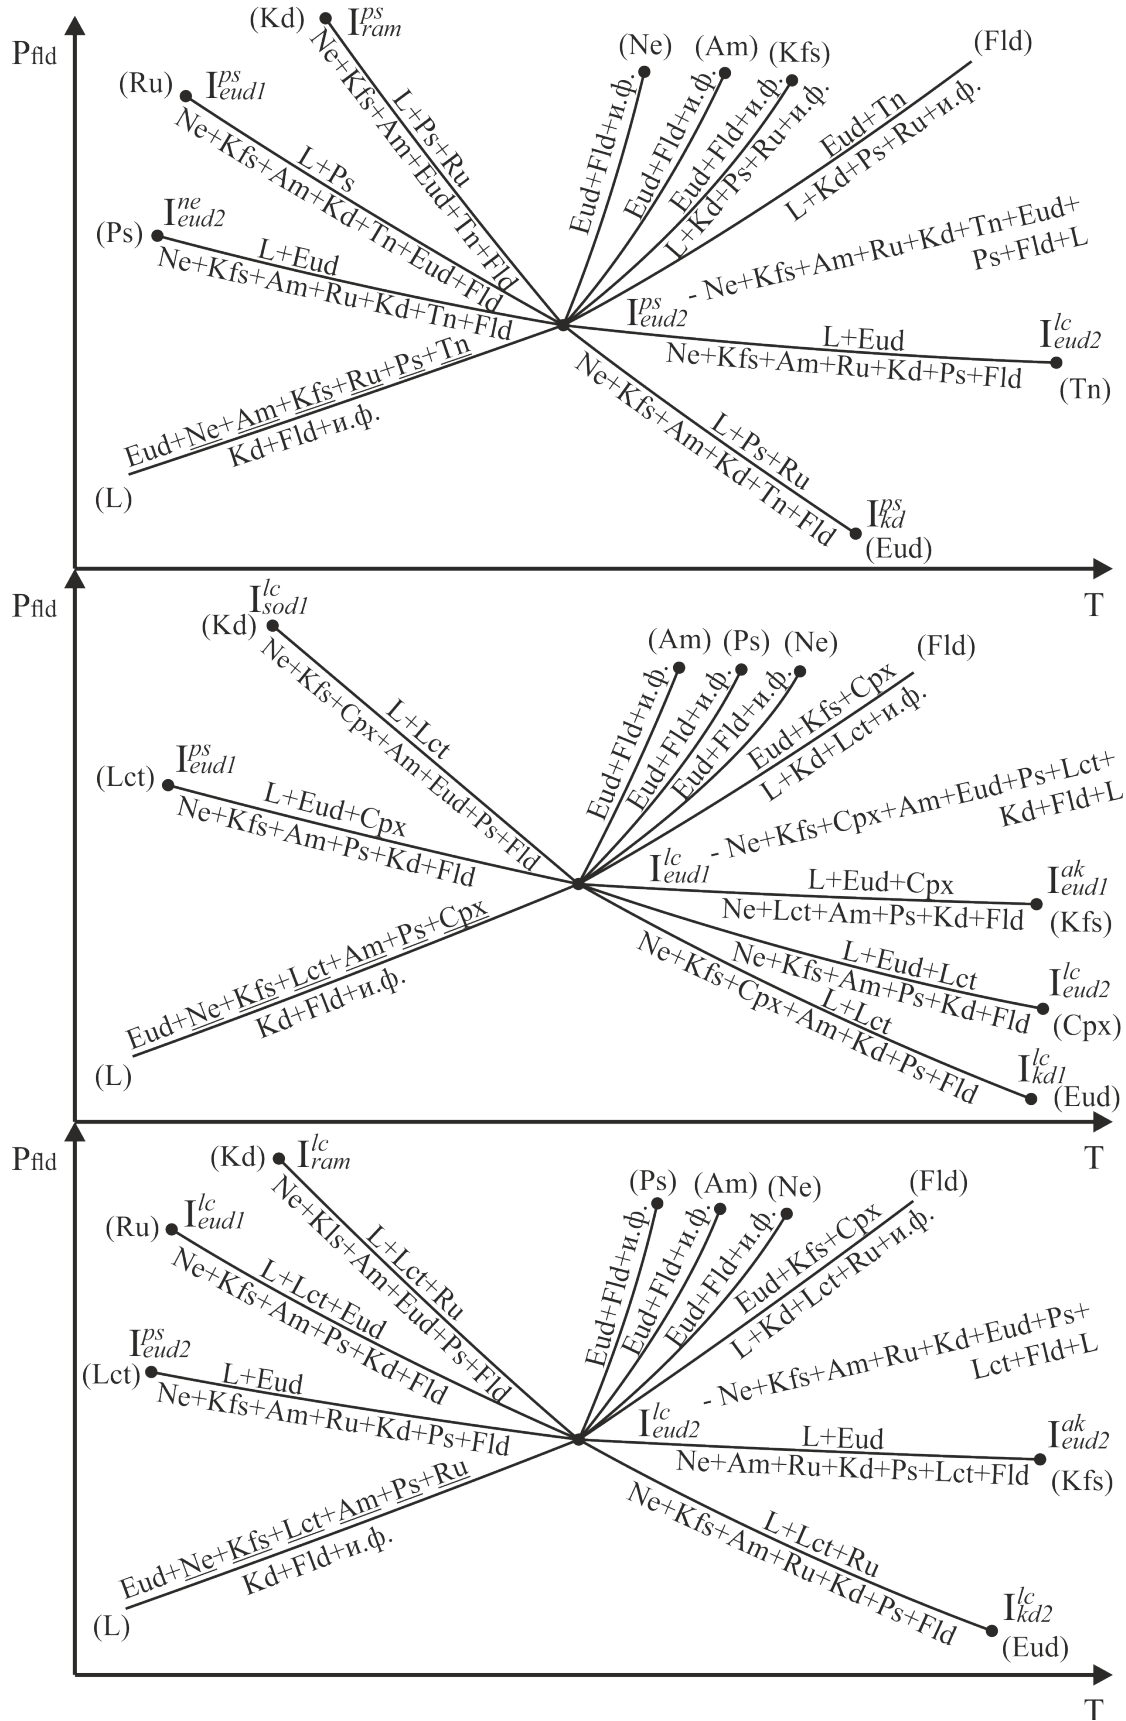 P_fld
(Kd) I^ps_ram
(Ru) I^ps_eud1
(Ps) I^ne_eud2
L+Ps+Ru
Ne+Kfs+Am+Eud+Tn+Fld
L+Ps
Ne+Kfs+Am+Kd+Tn+Eud+Fld
L+Eud
Ne+Kfs+Am+Ru+Kd+Tn+Fld
Eud+Ne+Am+Kfs+Ru+Ps+Tn
Kd+Fld+и.ф.
(L)
(Ne)
Eud+Fld+и.ф.
(Am)
Eud+Fld+и.ф.
(Kfs)
Eud+Fld+и.ф.
L+Kd+Ps+Ru+и.ф.
(Fld)
Eud+Tn
L+Kd+Ps+Ru+и.ф.
I^ps_eud2 - Ne+Kfs+Am+Ru+Kd+Tn+Eud+
Ps+Fld+L
L+Eud
Ne+Kfs+Am+Ru+Kd+Ps+Fld
I^lc_eud2
(Tn)
L+Ps+Ru
Ne+Kfs+Am+Kd+Tn+Fld
I^ps_kd
(Eud)
T
P_fld
I^lc_sod1
(Kd)
L+Lct
Ne+Kfs+Cpx+Am+Eud+Ps+Fld
(Lct) I^ps_eud1
L+Eud+Cpx
Ne+Kfs+Am+Ps+Kd+Fld
Eud+Ne+Kfs+Lct+Am+Ps+Cpx
Kd+Fld+и.ф.
(L)
(Am)
Eud+Fld+и.ф.
(Ps)
Eud+Fld+и.ф.
(Ne)
Eud+Fld+и.ф.
(Fld)
Eud+Kfs+Cpx
L+Kd+Lct+и.ф.
I^lc_eud1 - Ne+Kfs+Cpx+Am+Eud+Ps+Lct+
Kd+Fld+L
L+Eud+Cpx
Ne+Lct+Am+Ps+Kd+Fld
I^ak_eud1
(Kfs)
L+Eud+Lct
Ne+Kfs+Am+Ps+Kd+Fld
I^lc_eud2
(Cpx)
L+Lct
Ne+Kfs+Cpx+Am+Kd+Ps+Fld
I^lc_kd1
(Eud)
T
P_fld
(Kd) I^lc_ram
L+Lct+Ru
Ne+Kls+Am+Eud+Ps+Fld
(Ru) I^lc_eud1
L+Lct+Eud
Ne+Kfs+Am+Ps+Kd+Fld
I^ps_eud2
(Lct)
L+Eud
Ne+Kfs+Am+Ru+Kd+Ps+Fld
Eud+Ne+Kfs+Lct+Am+Ps+Ru
Kd+Fld+и.ф.
(L)
(Ps)
Eud+Fld+и.ф.
(Am)
Eud+Fld+и.ф.
(Ne)
Eud+Fld+и.ф.
(Fld)
Eud+Kfs+Cpx
L+Kd+Lct+Ru+и.ф.
I^lc_eud2 - Ne+Kfs+Am+Ru+Kd+Eud+Ps+
Lct+Fld+L
L+Eud
Ne+Am+Ru+Kd+Ps+Lct+Fld
I^ak_eud2
(Kfs)
L+Lct+Ru
Ne+Kfs+Am+Ru+Kd+Ps+Fld
I^lc_kd2
(Eud)
T